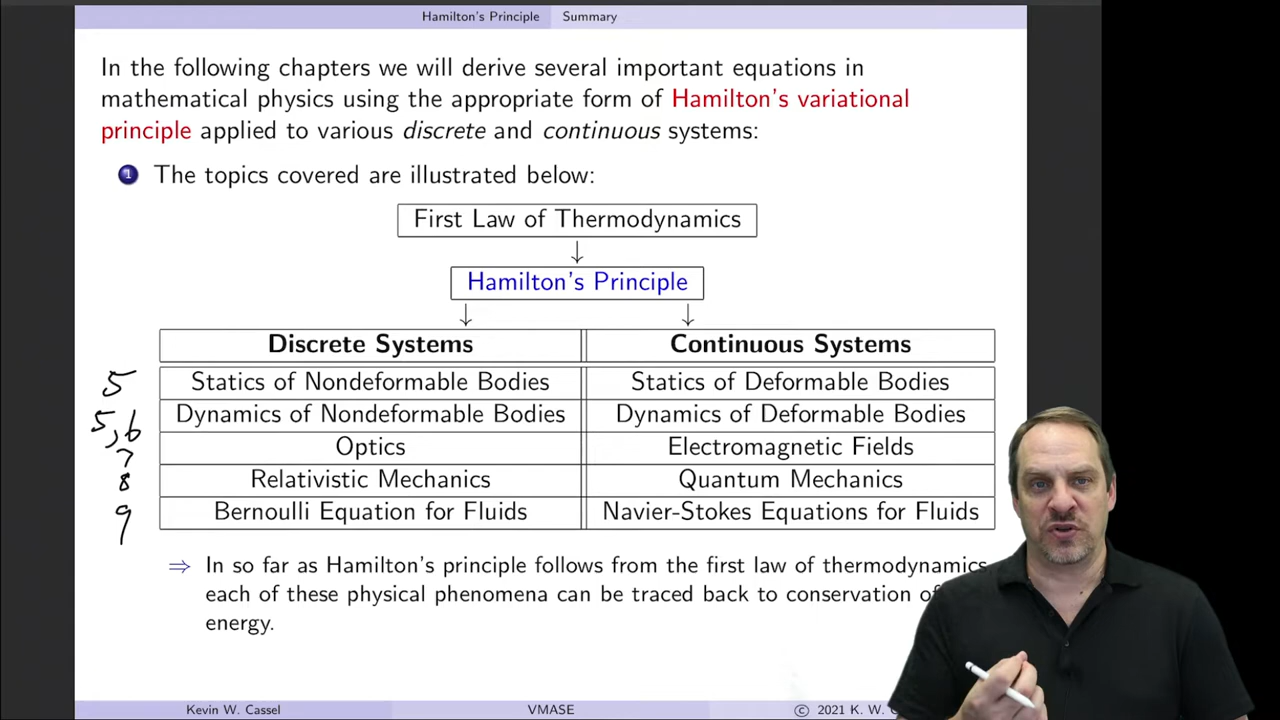 Hamilton's Principle Summary
In the following chapters we will derive several important equations in
mathematical physics using the appropriate form of Hamilton's variational
principle applied to various discrete and continuous systems:
1 The topics covered are illustrated below:
First Law of Thermodynamics
↓
Hamilton's Principle
↓ ↓
Discrete Systems Continuous Systems
5 Statics of Nondeformable Bodies Statics of Deformable Bodies
5,6 Dynamics of Nondeformable Bodies Dynamics of Deformable Bodies
7 Optics Electromagnetic Fields
8 Relativistic Mechanics Quantum Mechanics
9 Bernoulli Equation for Fluids Navier-Stokes Equations for Fluids
⇒ In so far as Hamilton's principle follows from the first law of thermodynamics
each of these physical phenomena can be traced back to conservation
energy.
Kevin W. Cassel VMASE © 2021 K. W.